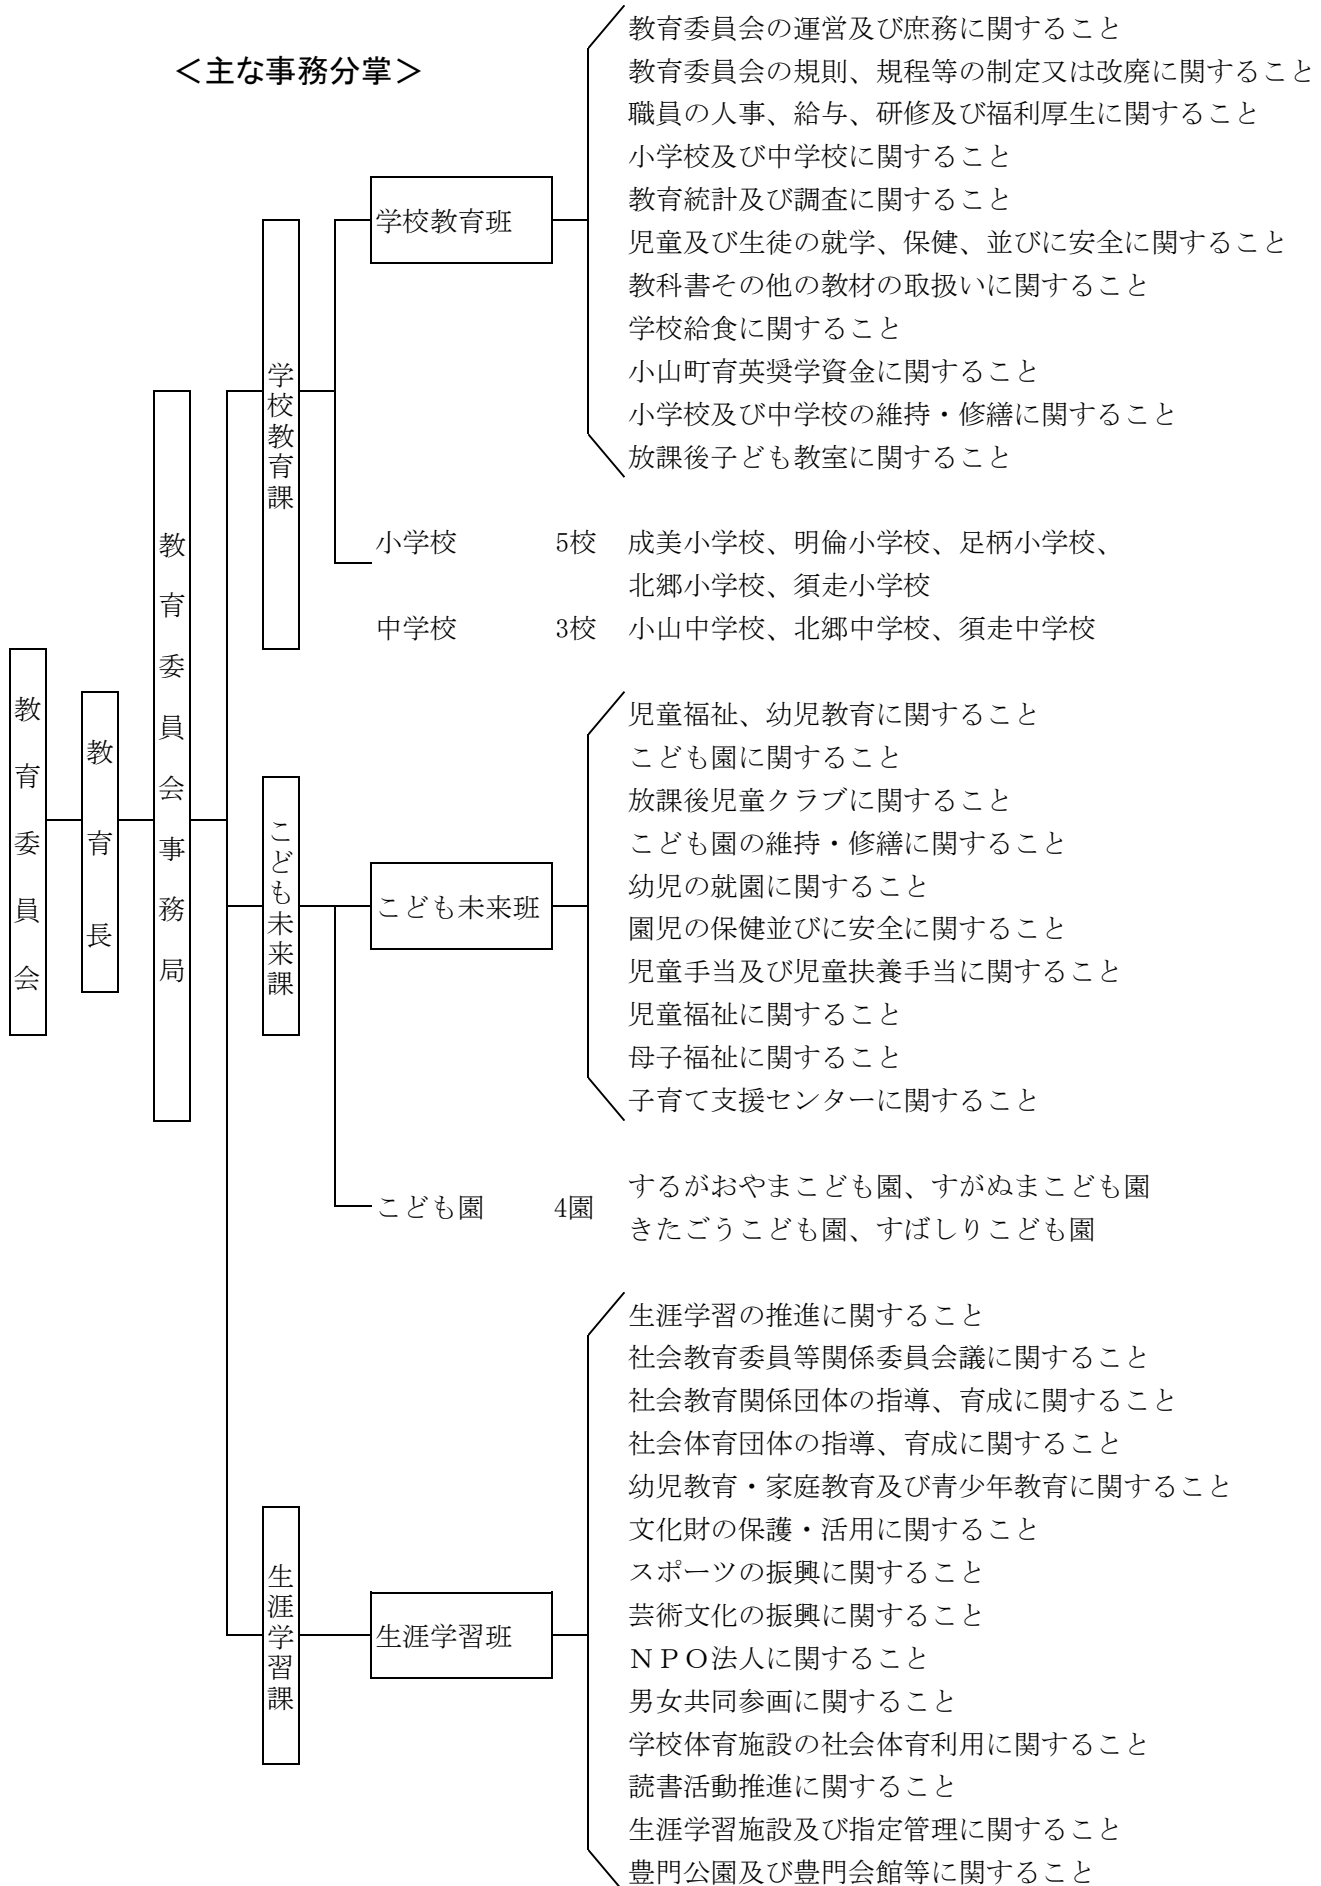 ＜主な事務分掌＞
教育委員会
教育長
教育委員会事務局
学校教育課
学校教育班
教育委員会の運営及び庶務に関すること
教育委員会の規則、規程等の制定又は改廃に関すること
職員の人事、給与、研修及び福利厚生に関すること
小学校及び中学校に関すること
教育統計及び調査に関すること
児童及び生徒の就学、保健、並びに安全に関すること
教科書その他の教材の取扱いに関すること
学校給食に関すること
小山町育英奨学資金に関すること
小学校及び中学校の維持・修繕に関すること
放課後子ども教室に関すること
小学校 5校 成美小学校、明倫小学校、足柄小学校、
北郷小学校、須走小学校
中学校 3校 小山中学校、北郷中学校、須走中学校
こども未来課
こども未来班
児童福祉、幼児教育に関すること
こども園に関すること
放課後児童クラブに関すること
こども園の維持・修繕に関すること
幼児の就園に関すること
園児の保健並びに安全に関すること
児童手当及び児童扶養手当に関すること
児童福祉に関すること
母子福祉に関すること
子育て支援センターに関すること
こども園 4園
するがおやまこども園、すがぬまこども園
きたごうこども園、すばしりこども園
生涯学習課
生涯学習班
生涯学習の推進に関すること
社会教育委員等関係委員会議に関すること
社会教育関係団体の指導、育成に関すること
社会体育団体の指導、育成に関すること
幼児教育・家庭教育及び青少年教育に関すること
文化財の保護・活用に関すること
スポーツの振興に関すること
芸術文化の振興に関すること
ＮＰＯ法人に関すること
男女共同参画に関すること
学校体育施設の社会体育利用に関すること
読書活動推進に関すること
生涯学習施設及び指定管理に関すること
豊門公園及び豊門会館等に関すること